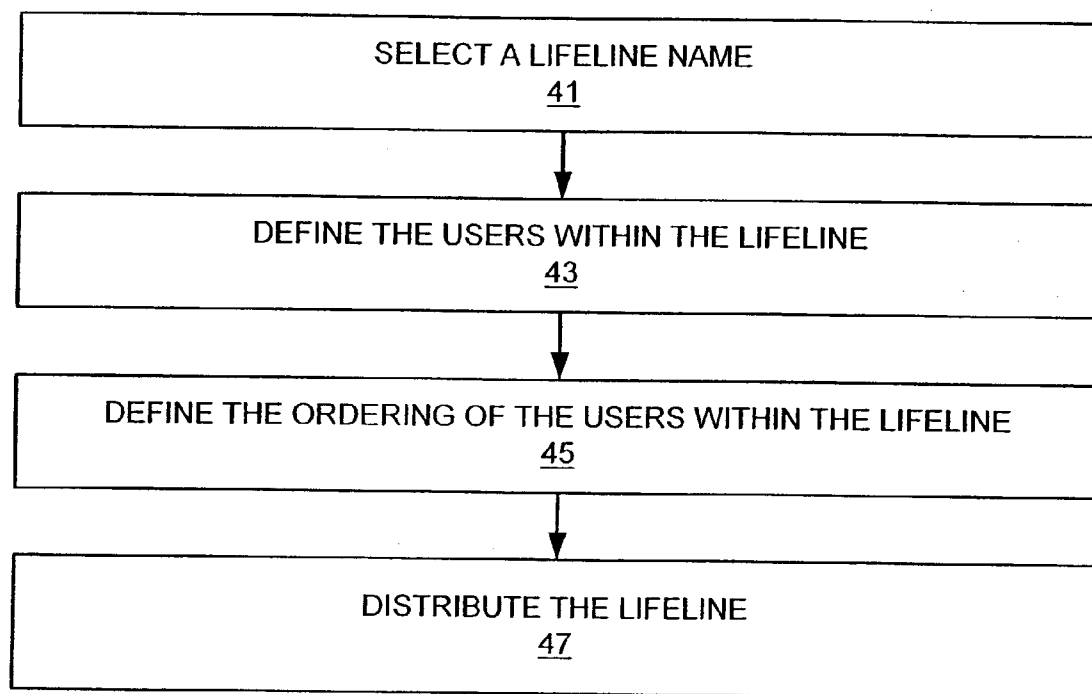 SELECT A LIFELINE NAME
41
DEFINE THE USERS WITHIN THE LIFELINE
43
DEFINE THE ORDERING OF THE USERS WITHIN THE LIFELINE
45
DISTRIBUTE THE LIFELINE
47